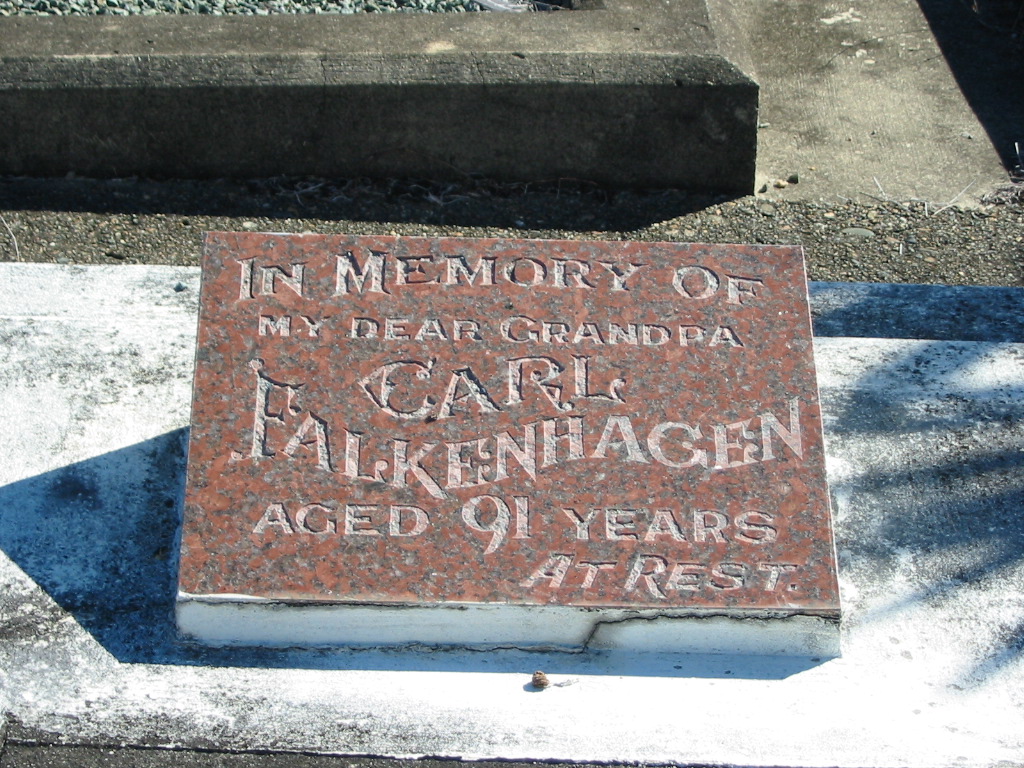 IN MEMORY OF
MY DEAR GRANDPA
CARL
FALKENHAGEN
AGED 91 YEARS
AT REST.